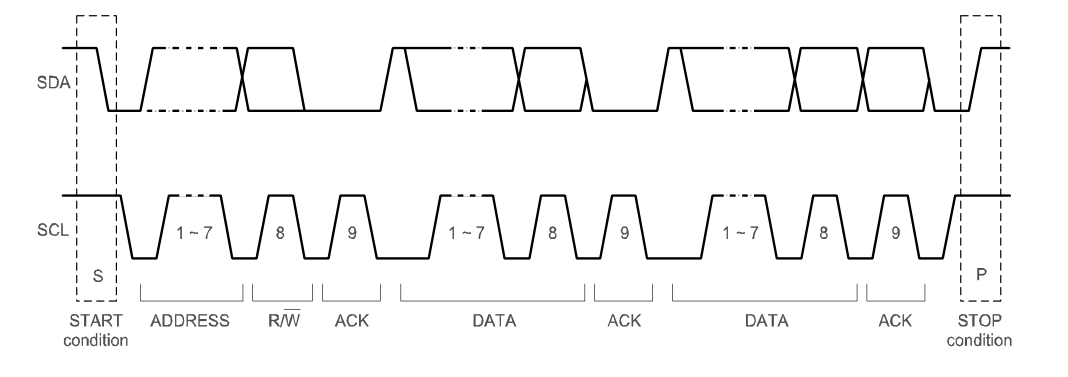 SDA
SCL
1 ~ 7
8
9
1 ~ 7
8
9
1 ~ 7
8
9
S
P
START
condition
ADDRESS
R/W̅
ACK
DATA
ACK
DATA
ACK
STOP
condition